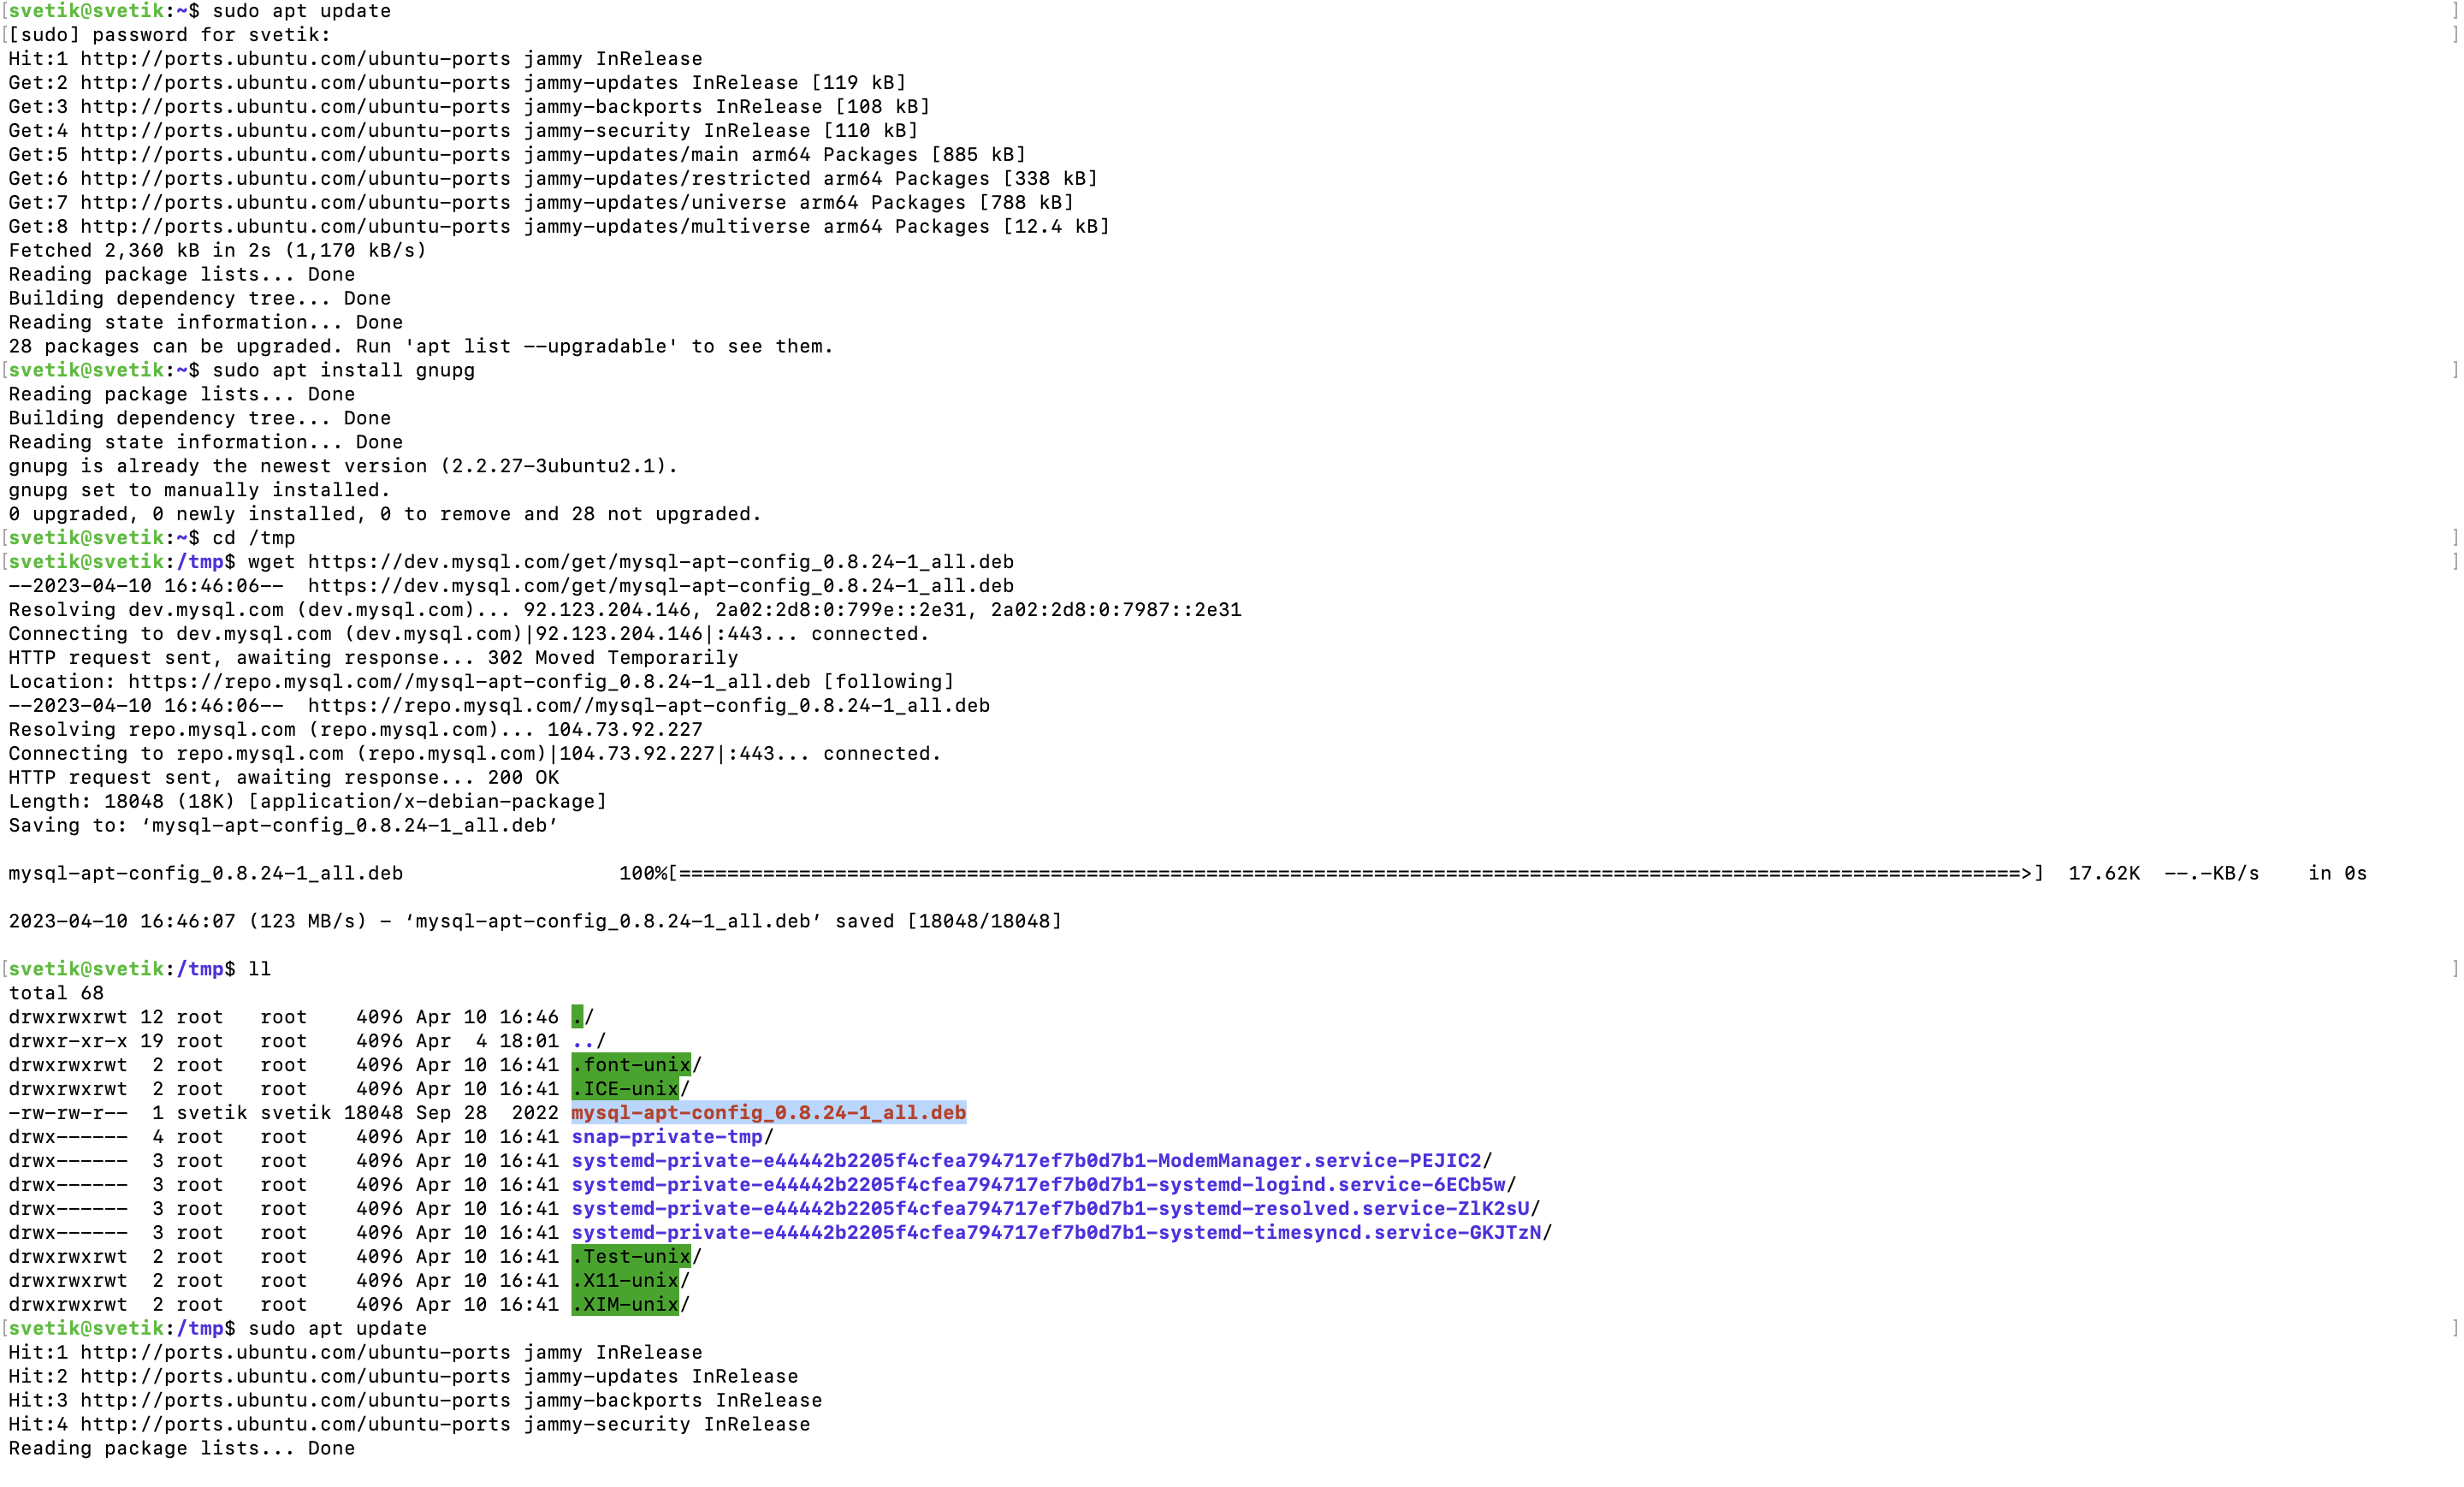 [svetik@svetik:~$ sudo apt update ]
[[sudo] password for svetik: ]
Hit:1 http://ports.ubuntu.com/ubuntu-ports jammy InRelease
Get:2 http://ports.ubuntu.com/ubuntu-ports jammy-updates InRelease [119 kB]
Get:3 http://ports.ubuntu.com/ubuntu-ports jammy-backports InRelease [108 kB]
Get:4 http://ports.ubuntu.com/ubuntu-ports jammy-security InRelease [110 kB]
Get:5 http://ports.ubuntu.com/ubuntu-ports jammy-updates/main arm64 Packages [885 kB]
Get:6 http://ports.ubuntu.com/ubuntu-ports jammy-updates/restricted arm64 Packages [338 kB]
Get:7 http://ports.ubuntu.com/ubuntu-ports jammy-updates/universe arm64 Packages [788 kB]
Get:8 http://ports.ubuntu.com/ubuntu-ports jammy-updates/multiverse arm64 Packages [12.4 kB]
Fetched 2,360 kB in 2s (1,170 kB/s)
Reading package lists... Done
Building dependency tree... Done
Reading state information... Done
28 packages can be upgraded. Run 'apt list --upgradable' to see them.
[svetik@svetik:~$ sudo apt install gnupg ]
Reading package lists... Done
Building dependency tree... Done
Reading state information... Done
gnupg is already the newest version (2.2.27-3ubuntu2.1).
gnupg set to manually installed.
0 upgraded, 0 newly installed, 0 to remove and 28 not upgraded.
[svetik@svetik:~$ cd /tmp ]
[svetik@svetik:/tmp$ wget https://dev.mysql.com/get/mysql-apt-config_0.8.24-1_all.deb ]
--2023-04-10 16:46:06--  https://dev.mysql.com/get/mysql-apt-config_0.8.24-1_all.deb
Resolving dev.mysql.com (dev.mysql.com)... 92.123.204.146, 2a02:2d8:0:799e::2e31, 2a02:2d8:0:7987::2e31
Connecting to dev.mysql.com (dev.mysql.com)|92.123.204.146|:443... connected.
HTTP request sent, awaiting response... 302 Moved Temporarily
Location: https://repo.mysql.com//mysql-apt-config_0.8.24-1_all.deb [following]
--2023-04-10 16:46:06--  https://repo.mysql.com//mysql-apt-config_0.8.24-1_all.deb
Resolving repo.mysql.com (repo.mysql.com)... 104.73.92.227
Connecting to repo.mysql.com (repo.mysql.com)|104.73.92.227|:443... connected.
HTTP request sent, awaiting response... 200 OK
Length: 18048 (18K) [application/x-debian-package]
Saving to: ‘mysql-apt-config_0.8.24-1_all.deb’
mysql-apt-config_0.8.24-1_all.deb 100%[================================================================================================================>] 17.62K --.-KB/s in 0s
2023-04-10 16:46:07 (123 MB/s) - ‘mysql-apt-config_0.8.24-1_all.deb’ saved [18048/18048]
[svetik@svetik:/tmp$ ll ]
total 68
drwxrwxrwt 12 root   root    4096 Apr 10 16:46 ./
drwxr-xr-x 19 root   root    4096 Apr  4 18:01 ../
drwxrwxrwt  2 root   root    4096 Apr 10 16:41 .font-unix/
drwxrwxrwt  2 root   root    4096 Apr 10 16:41 .ICE-unix/
-rw-rw-r--  1 svetik svetik 18048 Sep 28  2022 mysql-apt-config_0.8.24-1_all.deb
drwx------  4 root   root    4096 Apr 10 16:41 snap-private-tmp/
drwx------  3 root   root    4096 Apr 10 16:41 systemd-private-e44442b2205f4cfea794717ef7b0d7b1-ModemManager.service-PEJIC2/
drwx------  3 root   root    4096 Apr 10 16:41 systemd-private-e44442b2205f4cfea794717ef7b0d7b1-systemd-logind.service-6ECb5w/
drwx------  3 root   root    4096 Apr 10 16:41 systemd-private-e44442b2205f4cfea794717ef7b0d7b1-systemd-resolved.service-ZlK2sU/
drwx------  3 root   root    4096 Apr 10 16:41 systemd-private-e44442b2205f4cfea794717ef7b0d7b1-systemd-timesyncd.service-GKJTzN/
drwxrwxrwt  2 root   root    4096 Apr 10 16:41 .Test-unix/
drwxrwxrwt  2 root   root    4096 Apr 10 16:41 .X11-unix/
drwxrwxrwt  2 root   root    4096 Apr 10 16:41 .XIM-unix/
[svetik@svetik:/tmp$ sudo apt update ]
Hit:1 http://ports.ubuntu.com/ubuntu-ports jammy InRelease
Hit:2 http://ports.ubuntu.com/ubuntu-ports jammy-updates InRelease
Hit:3 http://ports.ubuntu.com/ubuntu-ports jammy-backports InRelease
Hit:4 http://ports.ubuntu.com/ubuntu-ports jammy-security InRelease
Reading package lists... Done